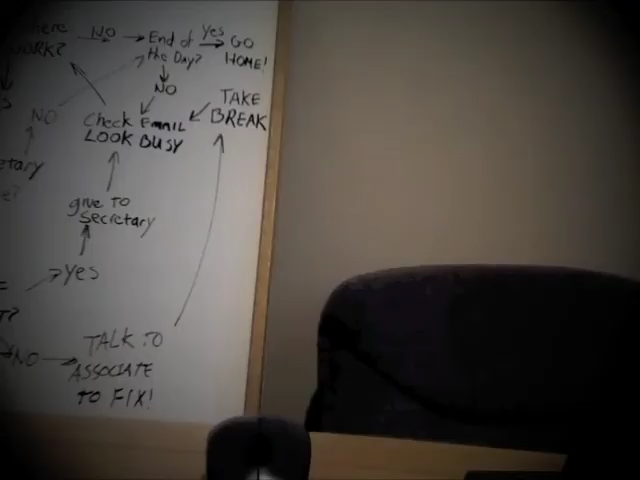 NO
End of
the Day?
Yes
GO
HOME!
NO
TAKE
BREAK
Check Email
LOOK BUSY
NO
give to
Secretary
Yes
NO
TALK TO
ASSOCIATE
TO FIX!